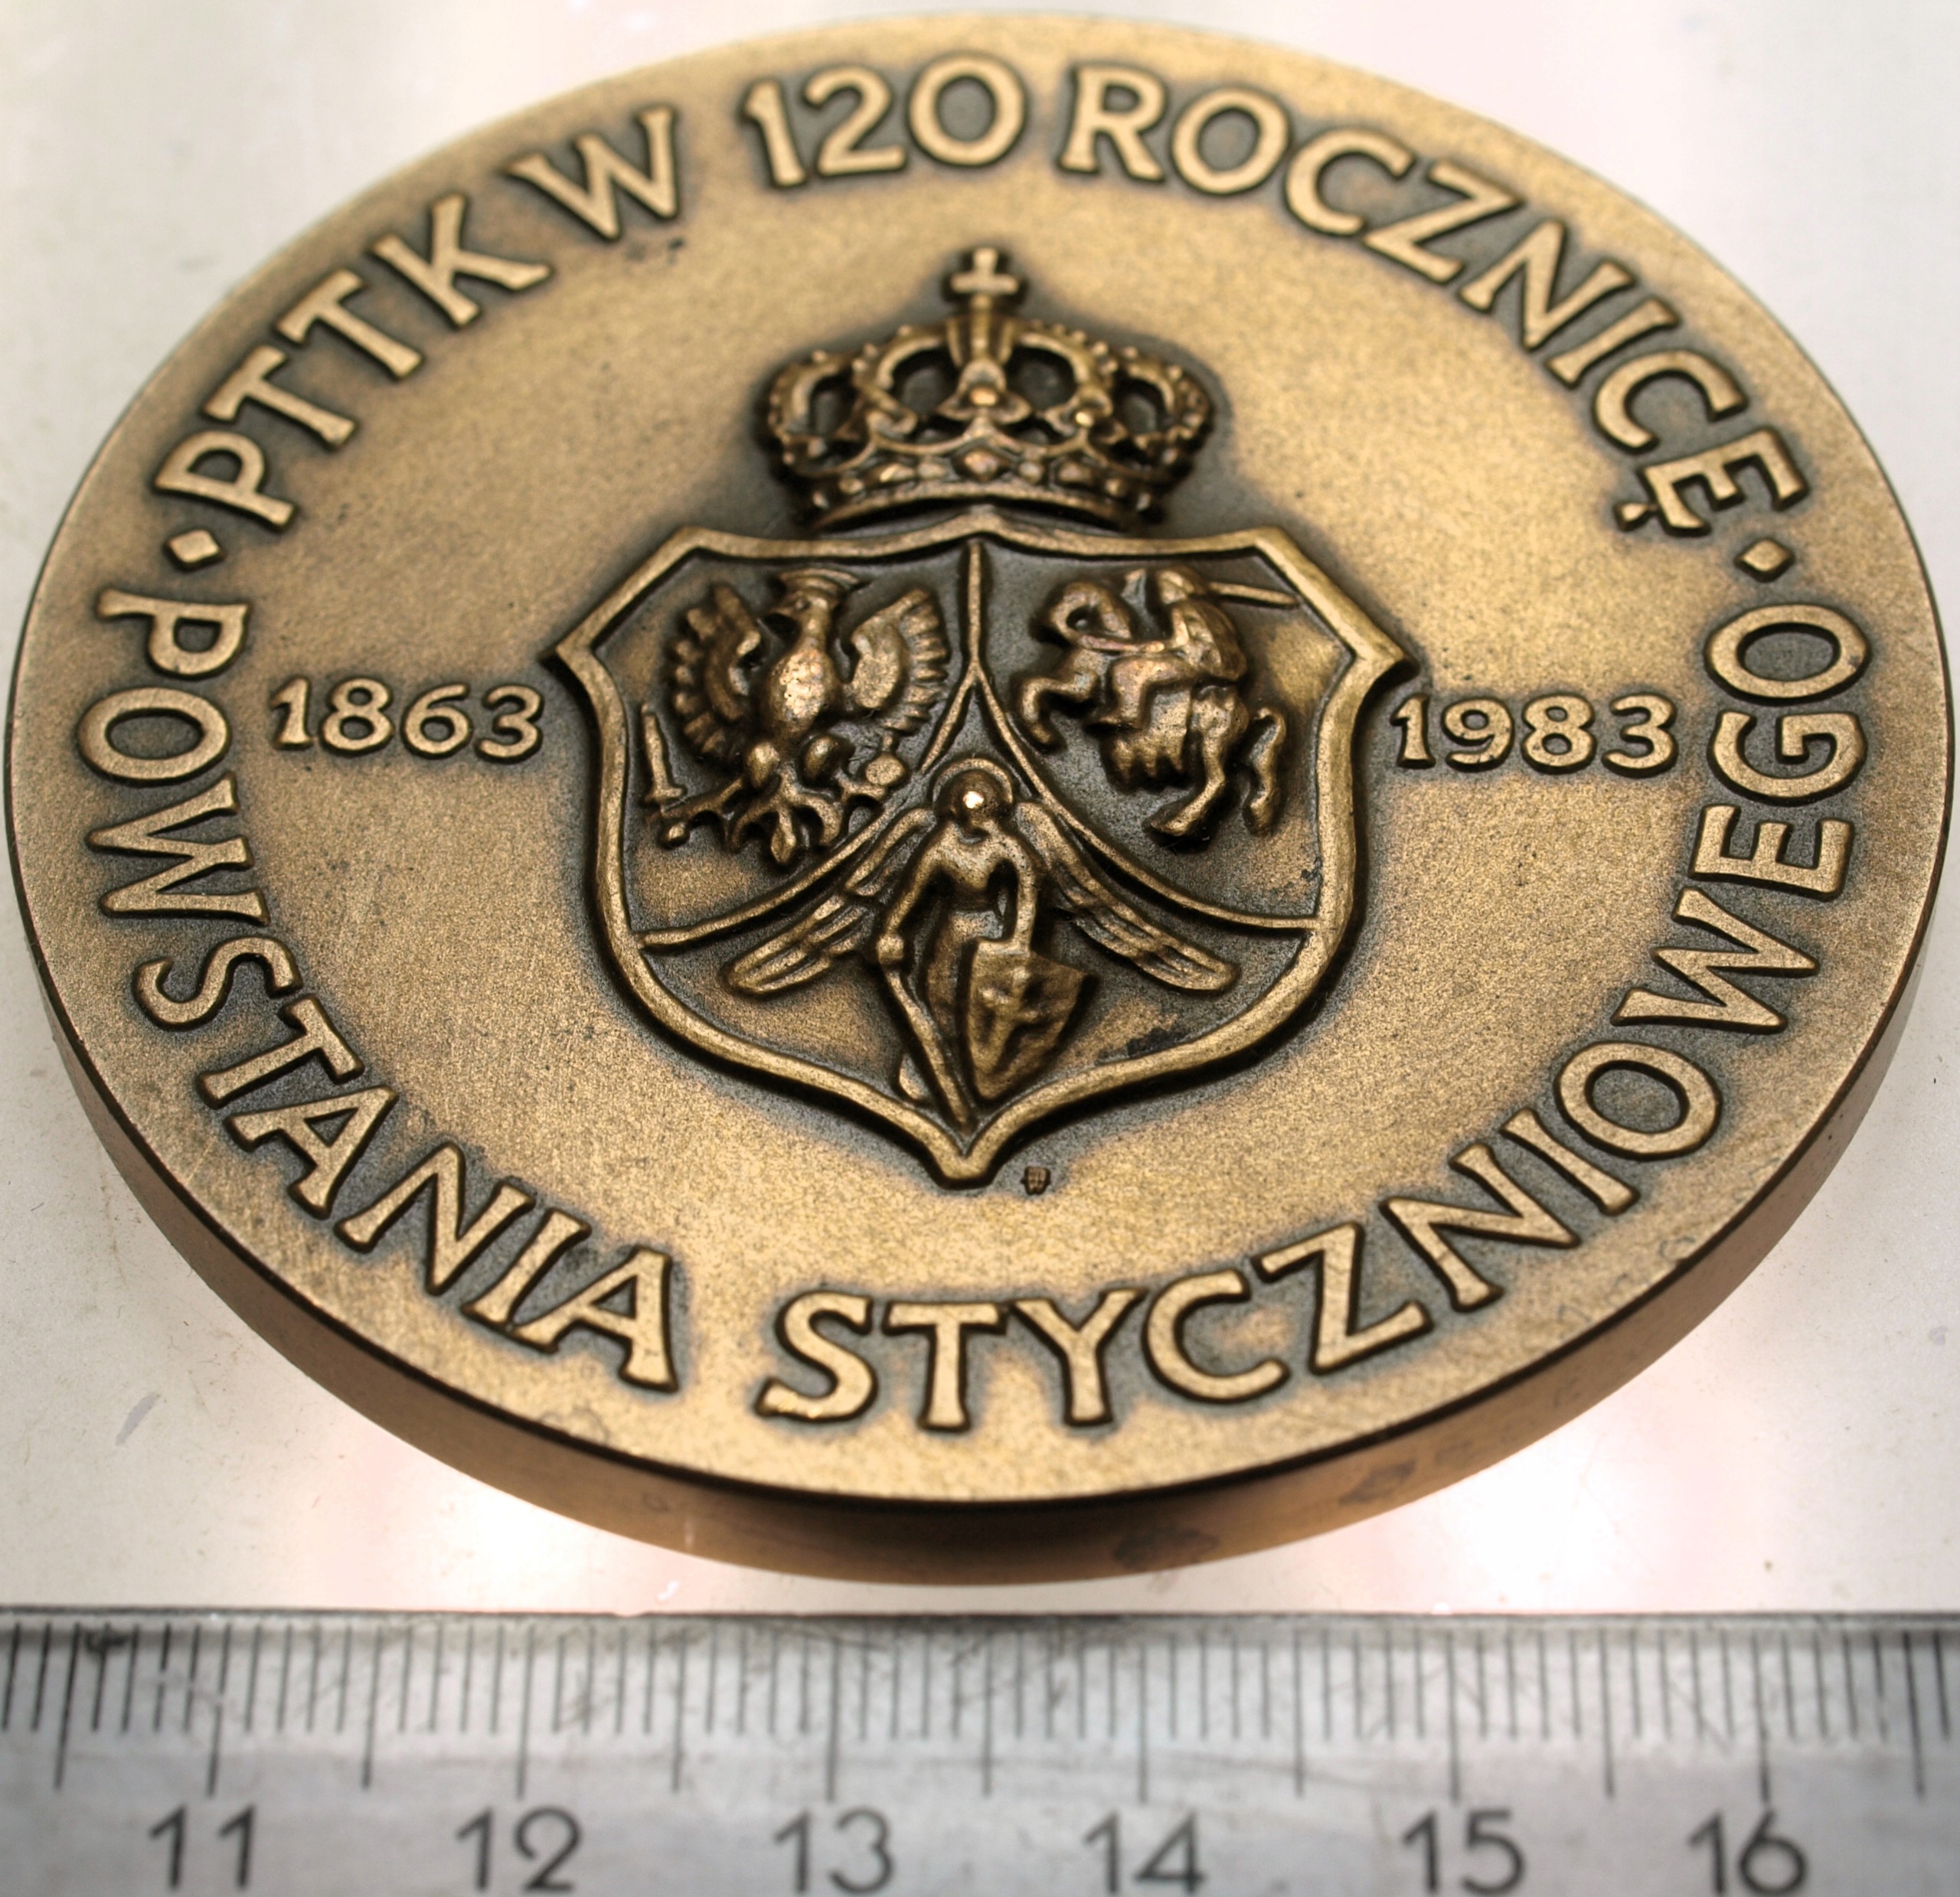 • PTTK W 120 ROCZNICĘ •
POWSTANIA STYCZNIOWEGO
1863
1983
11 12 13 14 15 16